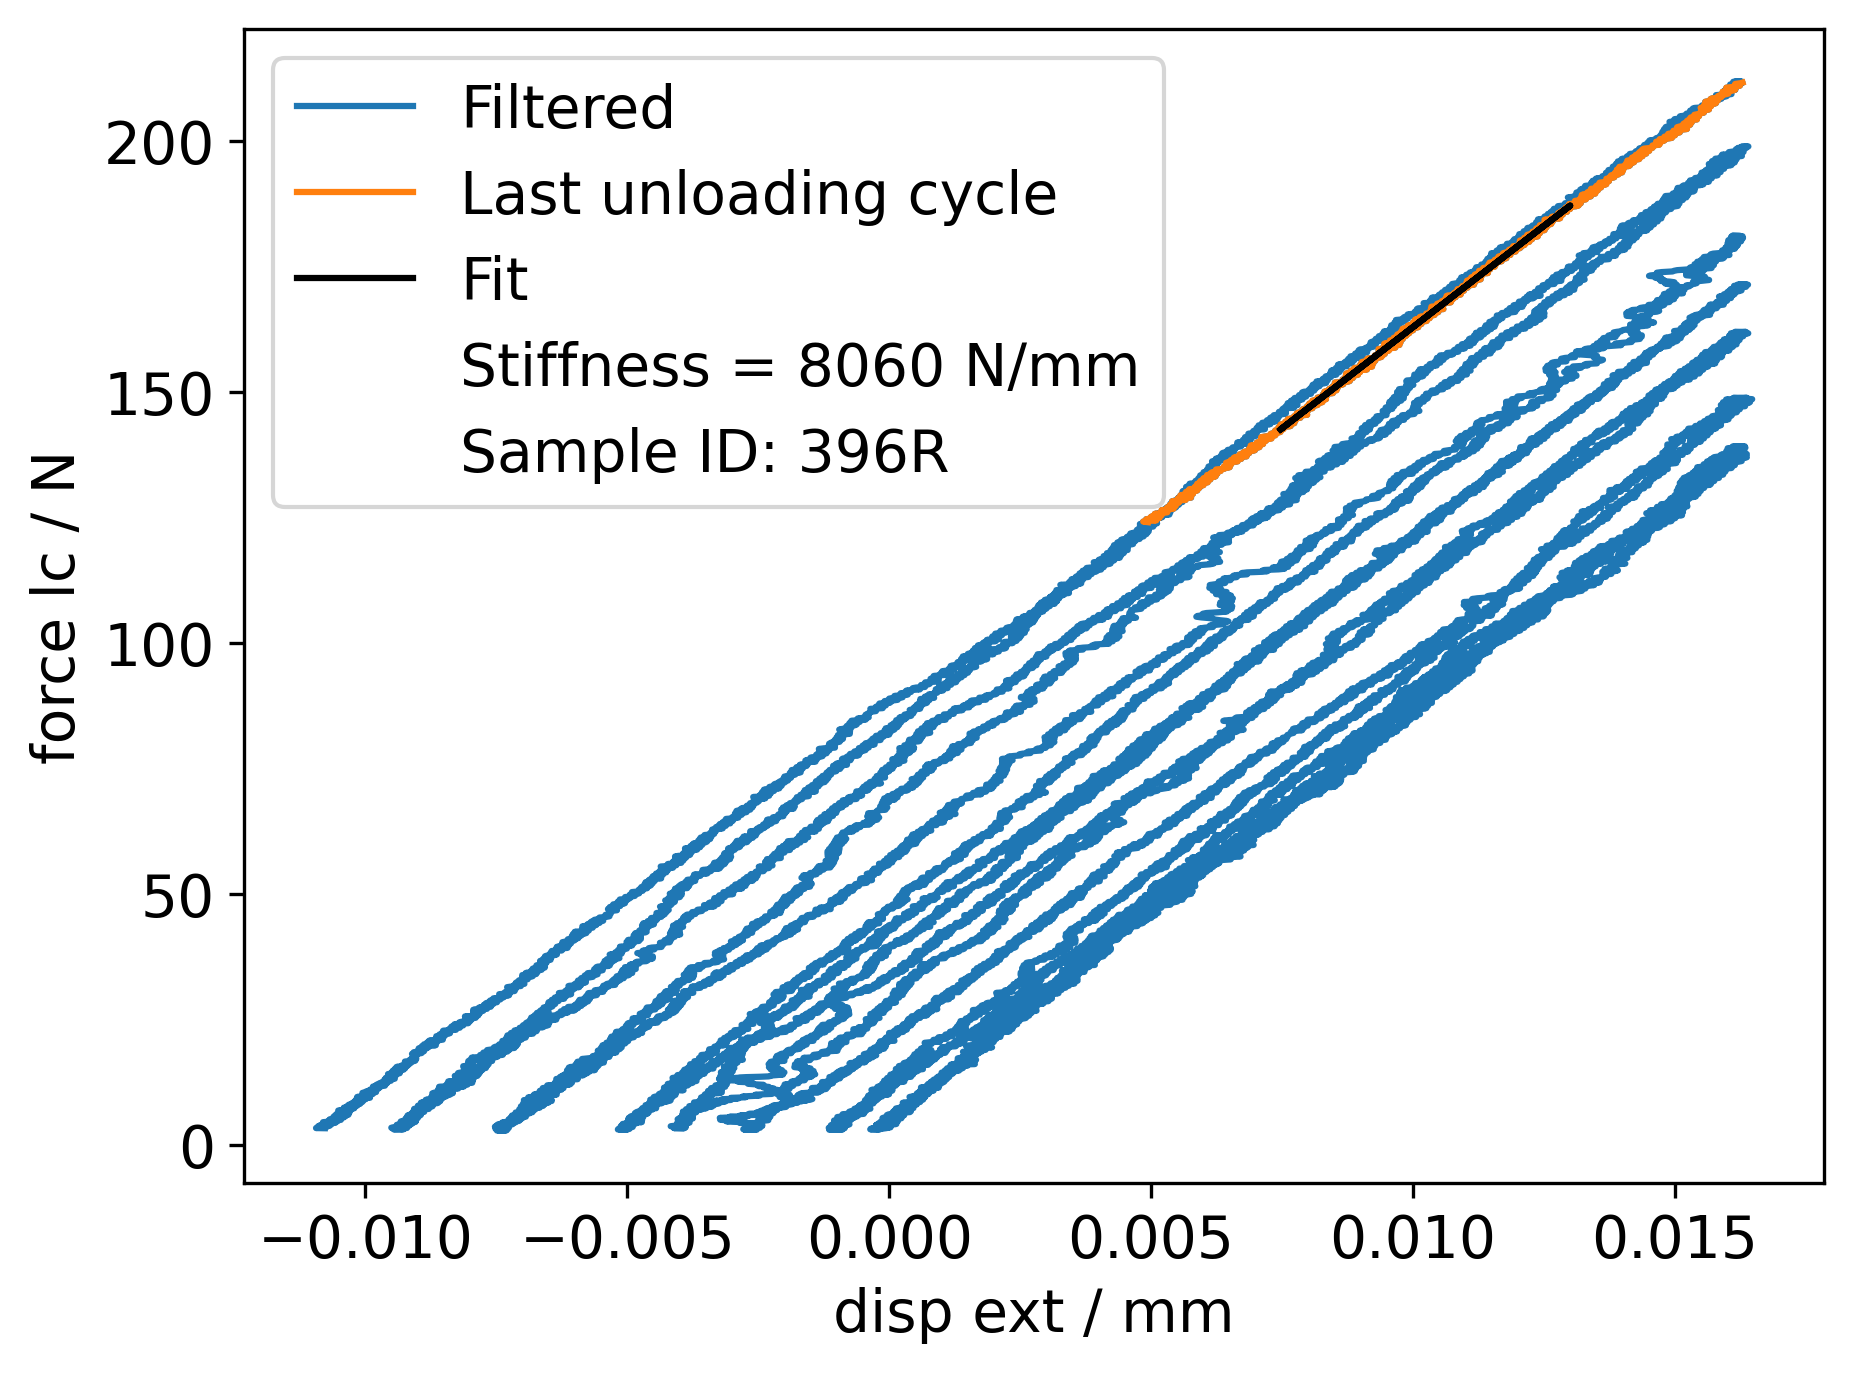 Filtered
Last unloading cycle
Fit
Stiffness = 8060 N/mm
Sample ID: 396R
200
150
100
50
0
force lc / N
−0.010 −0.005 0.000 0.005 0.010 0.015
disp ext / mm